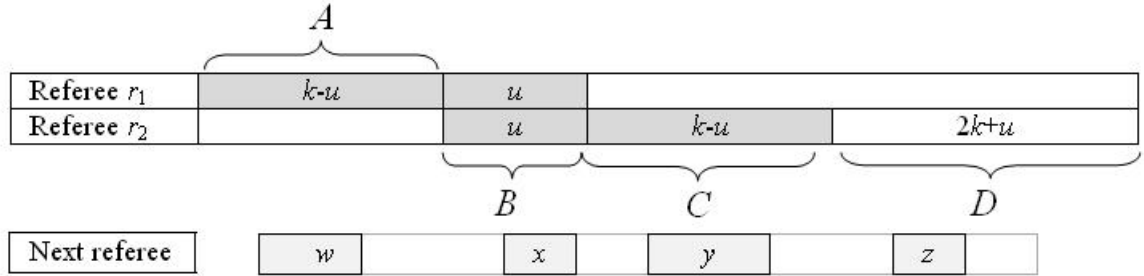 A
Referee r₁ k-u u
Referee r₂ u k-u 2k+u
B C D
Next referee w x y z